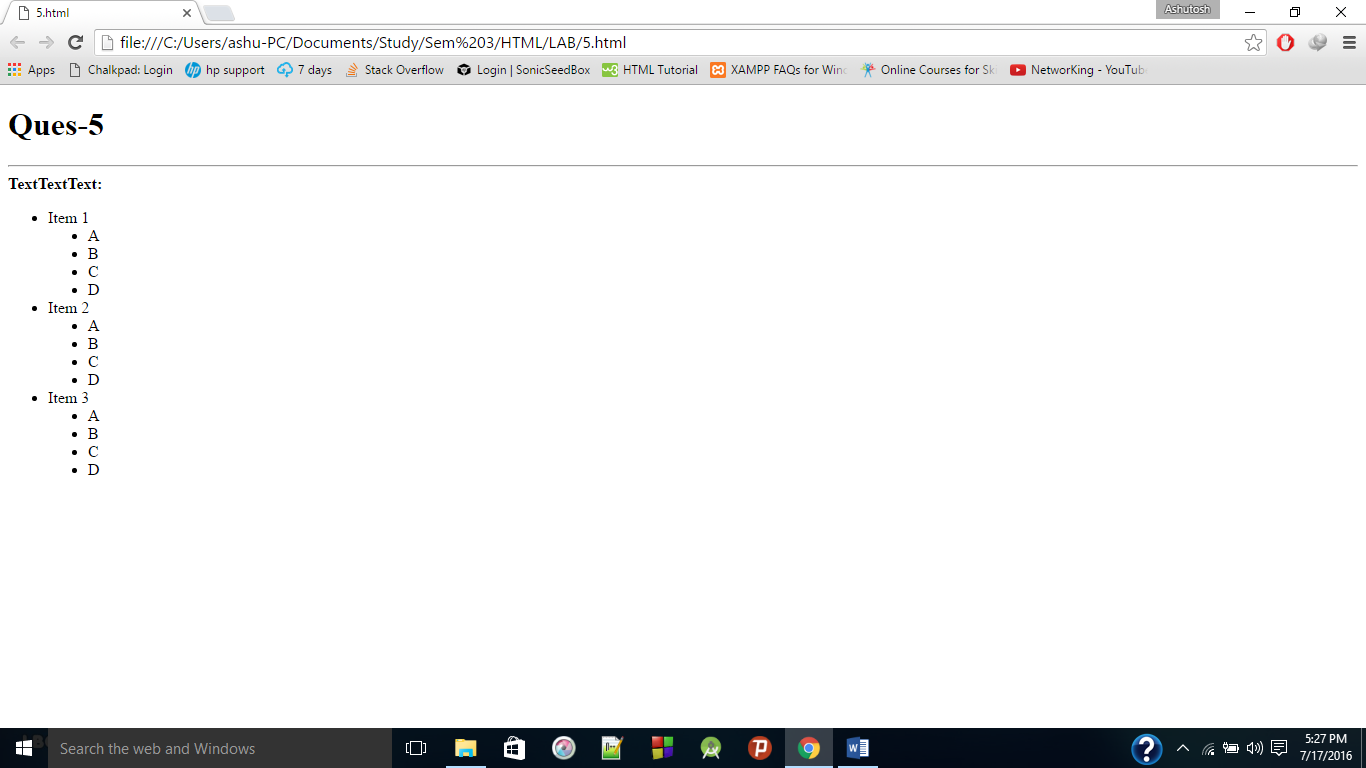 5.html
Ashutosh
file:///C:/Users/ashu-PC/Documents/Study/Sem%203/HTML/LAB/5.html
Apps Chalkpad: Login hp support 7 days Stack Overflow Login | SonicSeedBox HTML Tutorial XAMPP FAQs for Winc Online Courses for Sk NetworKing - YouTub
Ques-5
TextTextText:
Item 1
A
B
C
D
Item 2
A
B
C
D
Item 3
A
B
C
D
Search the web and Windows
5:27 PM
7/17/2016